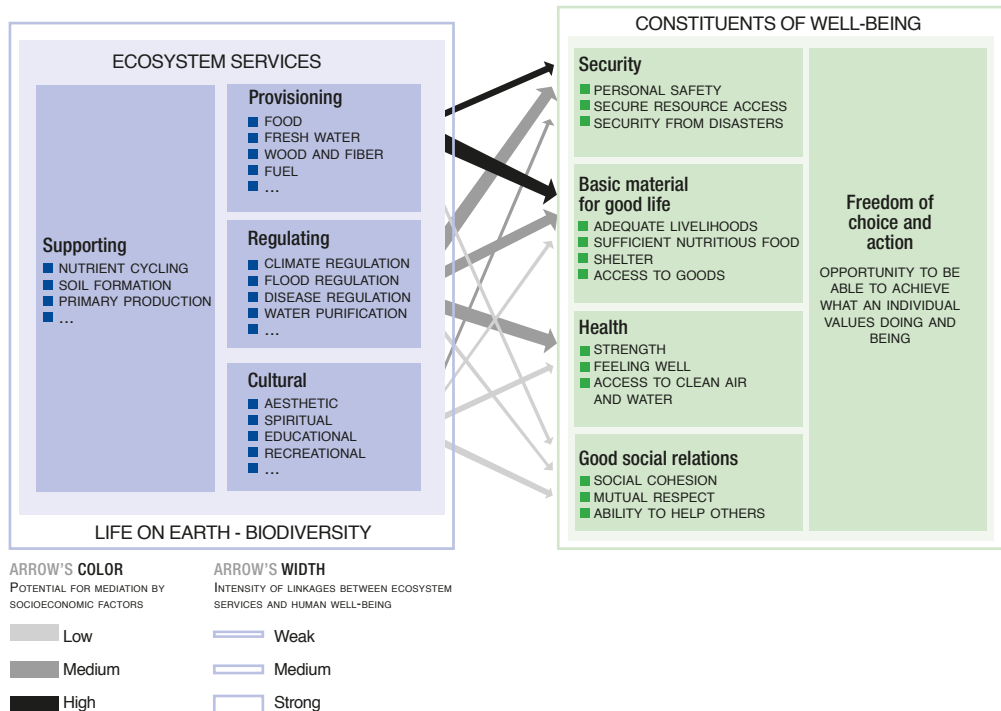 ECOSYSTEM SERVICES
Supporting
NUTRIENT CYCLING
SOIL FORMATION
PRIMARY PRODUCTION
...
Provisioning
FOOD
FRESH WATER
WOOD AND FIBER
FUEL
...
Regulating
CLIMATE REGULATION
FLOOD REGULATION
DISEASE REGULATION
WATER PURIFICATION
...
Cultural
AESTHETIC
SPIRITUAL
EDUCATIONAL
RECREATIONAL
...
LIFE ON EARTH - BIODIVERSITY
CONSTITUENTS OF WELL-BEING
Security
PERSONAL SAFETY
SECURE RESOURCE ACCESS
SECURITY FROM DISASTERS
Basic material
for good life
ADEQUATE LIVELIHOODS
SUFFICIENT NUTRITIOUS FOOD
SHELTER
ACCESS TO GOODS
Health
STRENGTH
FEELING WELL
ACCESS TO CLEAN AIR
AND WATER
Good social relations
SOCIAL COHESION
MUTUAL RESPECT
ABILITY TO HELP OTHERS
Freedom of
choice and
action
OPPORTUNITY TO BE
ABLE TO ACHIEVE
WHAT AN INDIVIDUAL
VALUES DOING AND
BEING
ARROW'S COLOR
POTENTIAL FOR MEDIATION BY
SOCIOECONOMIC FACTORS
Low
Medium
High
ARROW'S WIDTH
INTENSITY OF LINKAGES BETWEEN ECOSYSTEM
SERVICES AND HUMAN WELL-BEING
Weak
Medium
Strong